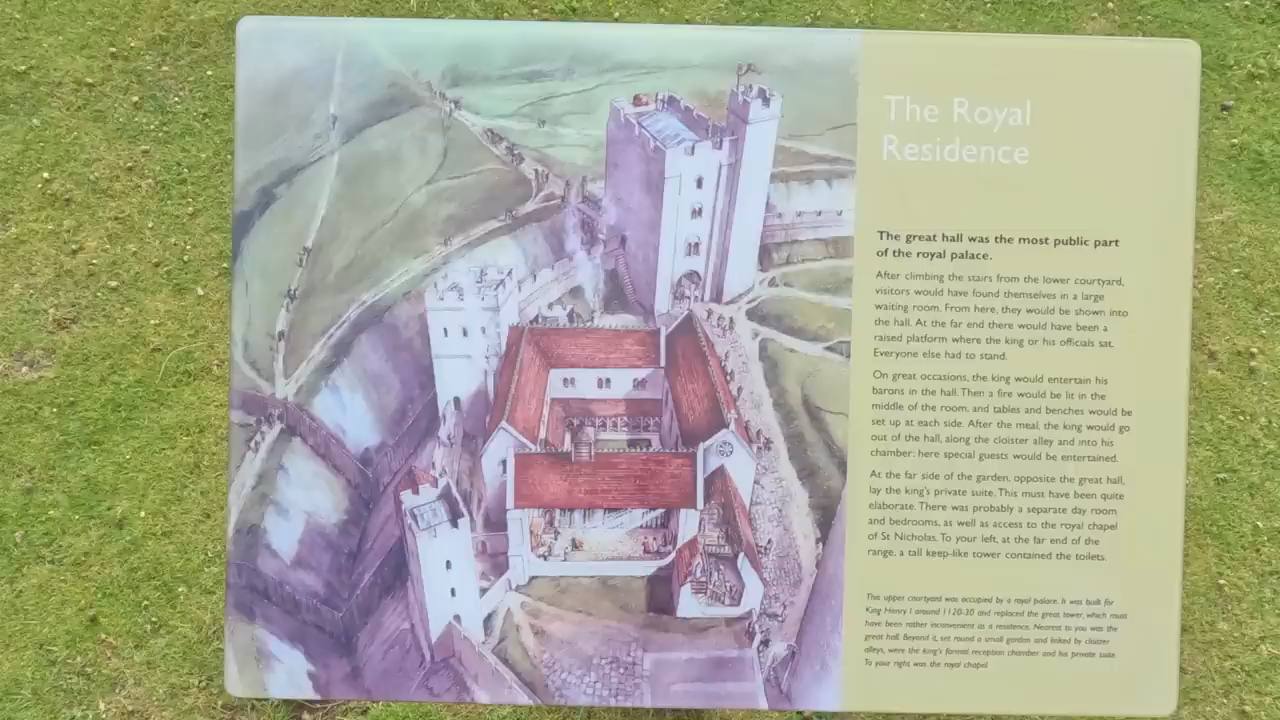 The Royal
Residence
The great hall was the most public part
of the royal palace.
After climbing the stairs from the lower courtyard,
visitors would have found themselves in a large
waiting room. From here, they would be shown into
the hall. At the far end there would have been a
raised platform where the king or his officials sat.
Everyone else had to stand.
On great occasions, the king would entertain his
barons in the hall. Then a fire would be lit in the
middle of the room, and tables and benches would be
set up at each side. After the meal, the king would go
out of the hall, along the cloister alley and into his
chamber: here special guests would be entertained.
At the far side of the garden, opposite the great hall,
lay the king's private suite. This must have been quite
elaborate. There was probably a separate day room
and bedrooms, as well as access to the royal chapel
of St Nicholas. To your left, at the far end of the
range, a tall keep-like tower contained the toilets.
This upper courtyard was occupied by a royal palace. It was built for
King Henry I around 1120-30 and replaced the great tower, which must
have been rather inconvenient as a residence. Nearest to you was the
great hall. Beyond it, set round a small garden and linked by cloister
alleys, were the king's formal reception chamber and his private suite.
To your right was the royal chapel